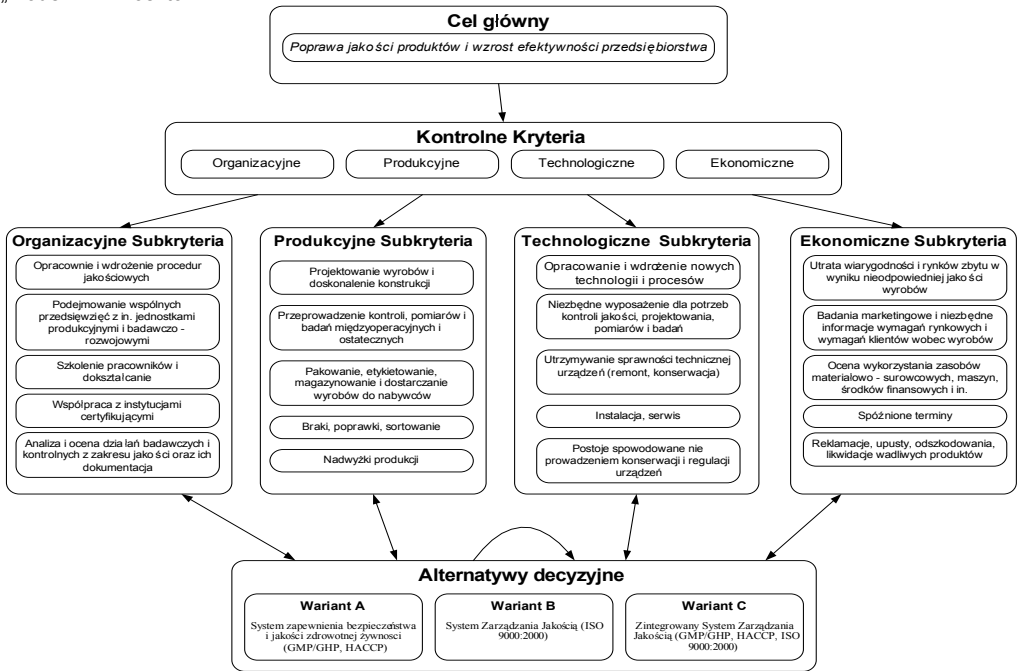 Cel główny
Poprawa jakości produktów i wzrost efektywności przedsiębiorstwa
Kontrolne Kryteria
Organizacyjne
Produkcyjne
Technologiczne
Ekonomiczne
Organizacyjne Subkryteria
Opracownie i wdrożenie procedur
jakościowych
Podejmowanie wspólnych
przedsięwzięć z in. jednostkami
produkcyjnymi i badawczo -
rozwojowymi
Szkolenie pracowników i
dokształcanie
Współpraca z instytucjami
certyfikującymi
Analiza i ocena działań badawczych i
kontrolnych z zakresu jakości oraz ich
dokumentacja
Produkcyjne Subkryteria
Projektowanie wyrobów i
doskonalenie konstrukcji
Przeprowadzenie kontroli, pomiarów i
badań międzyoperacyjnych i
ostatecznych
Pakowanie, etykietowanie,
magazynowanie i dostarczanie
wyrobów do nabywców
Braki, poprawki, sortowanie
Nadwyżki produkcji
Technologiczne Subkryteria
Opracowanie i wdrożenie nowych
technologii i procesów
Niezbędne wyposażenie dla potrzeb
kontroli jakości, projektowania,
pomiarów i badań
Utrzymywanie sprawności technicznej
urządzeń (remont, konserwacja)
Instalacja, serwis
Postoje spowodowane nie
prowadzeniem konserwacji i regulacji
urządzeń
Ekonomiczne Subkryteria
Utrata wiarygodności i rynków zbytu w
wyniku nieodpowiedniej jakości
wyrobów
Badania marketingowe i niezbędne
informacje wymagań rynkowych i
wymagań klientów wobec wyrobów
Ocena wykorzystania zasobów
materialowo - surowcowych, maszyn,
środków finansowych i in.
Spóźnione terminy
Reklamacje, upusty, odszkodowania,
likwidacje wadliwych produktów
Alternatywy decyzyjne
Wariant A
System zapewnienia bezpieczeństwa
i jakości zdrowotnej żywnosci
(GMP/GHP, HACCP)
Wariant B
System Zarządzania Jakością (ISO
9000:2000)
Wariant C
Zintegrowany System Zarządzania
Jakością (GMP/GHP, HACCP, ISO
9000:2000)